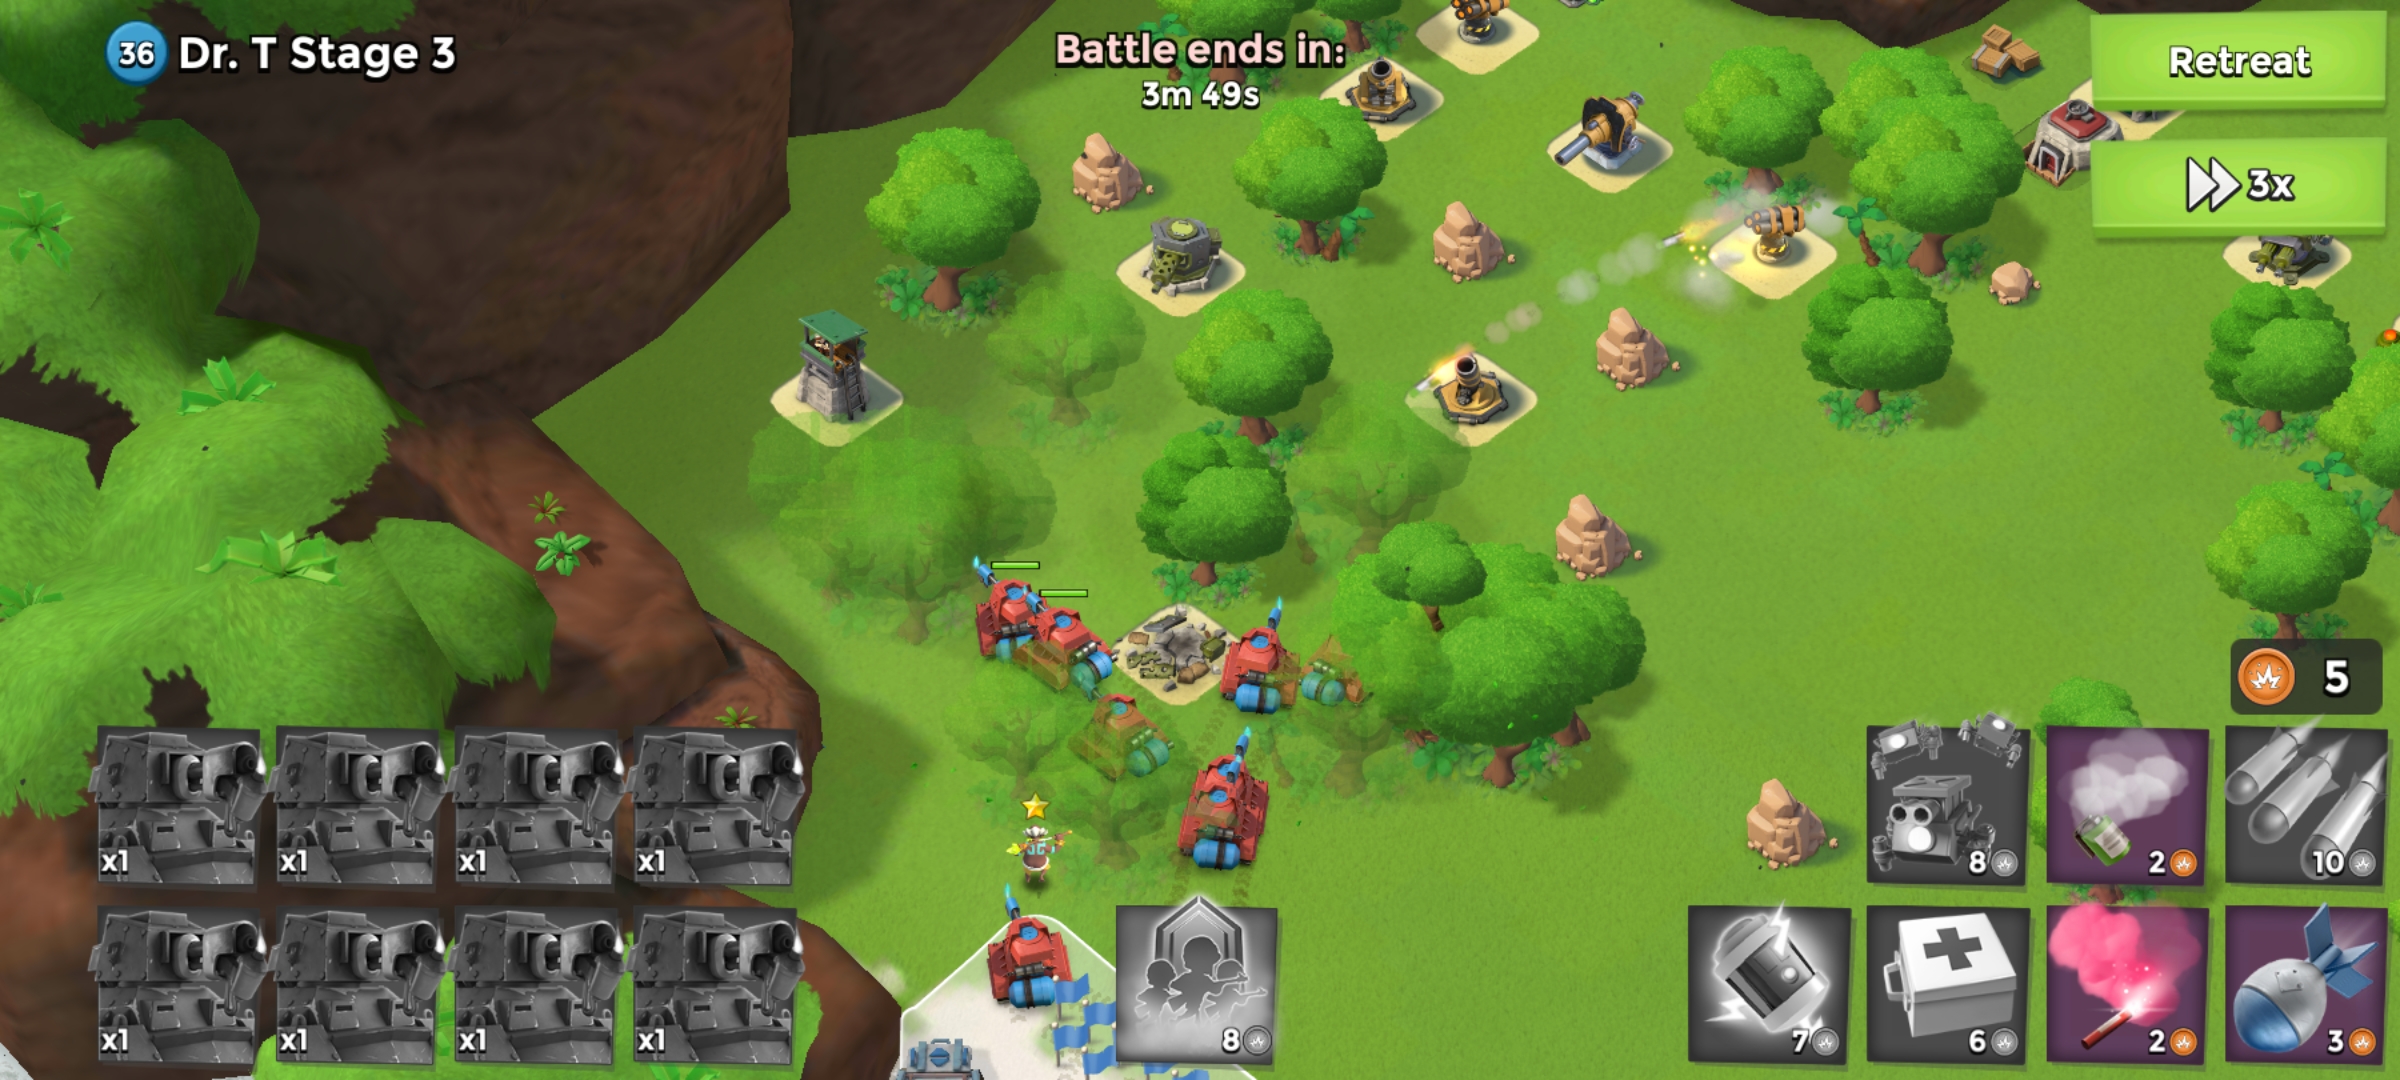 36 Dr. T Stage 3
Battle ends in:
3m 49s
Retreat
3x
5
x1 x1 x1 x1
8 2 10
x1 x1 x1 x1
8 7 6 2 3